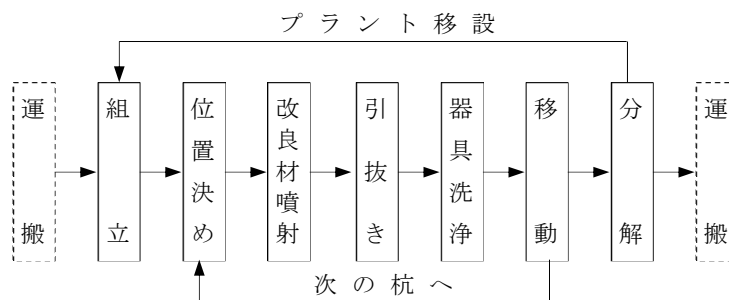 プラント移設
運搬
組立
位置決め
改良材噴射
引抜き
器具洗浄
移動
分解
運搬
次の杭へ